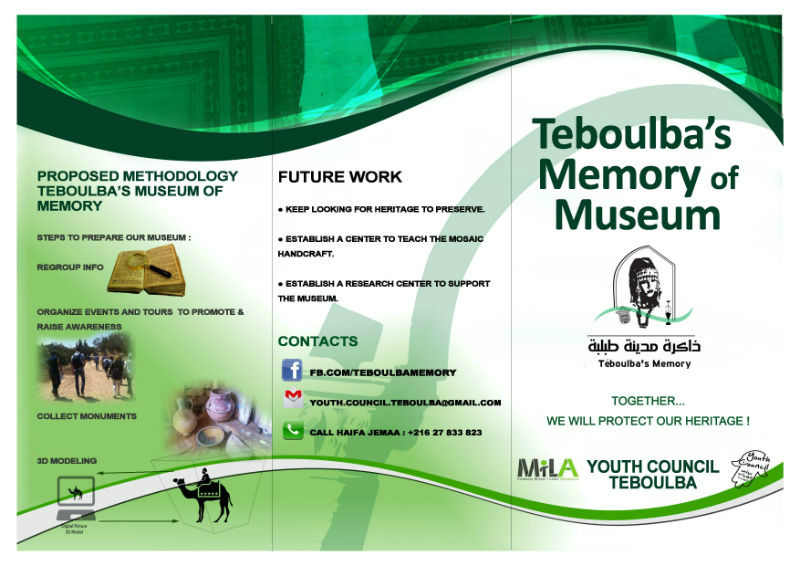 PROPOSED METHODOLOGY
TEBOULBA'S MUSEUM OF
MEMORY
STEPS TO PREPARE OUR MUSEUM :
REGROUP INFO
ORGANIZE EVENTS AND TOURS TO PROMOTE &
RAISE AWARENESS
COLLECT MONUMENTS
3D MODELING
3D Model
FUTURE WORK
● KEEP LOOKING FOR HERITAGE TO PRESERVE.
● ESTABLISH A CENTER TO TEACH THE MOSAIC
HANDCRAFT.
● ESTABLISH A RESEARCH CENTER TO SUPPORT
THE MUSEUM.
CONTACTS
FB.COM/TEBOULBAMEMORY
YOUTH.COUNCIL.TEBOULBA@GMAIL.COM
CALL HAIFA JEMAA : +216 27 833 823
Teboulba's
Memory of
Museum
ذاكرة مدينة طبلبة
Teboulba's Memory
TOGETHER...
WE WILL PROTECT OUR HERITAGE !
MiLA
YOUTH COUNCIL
TEBOULBA
Youth
Council